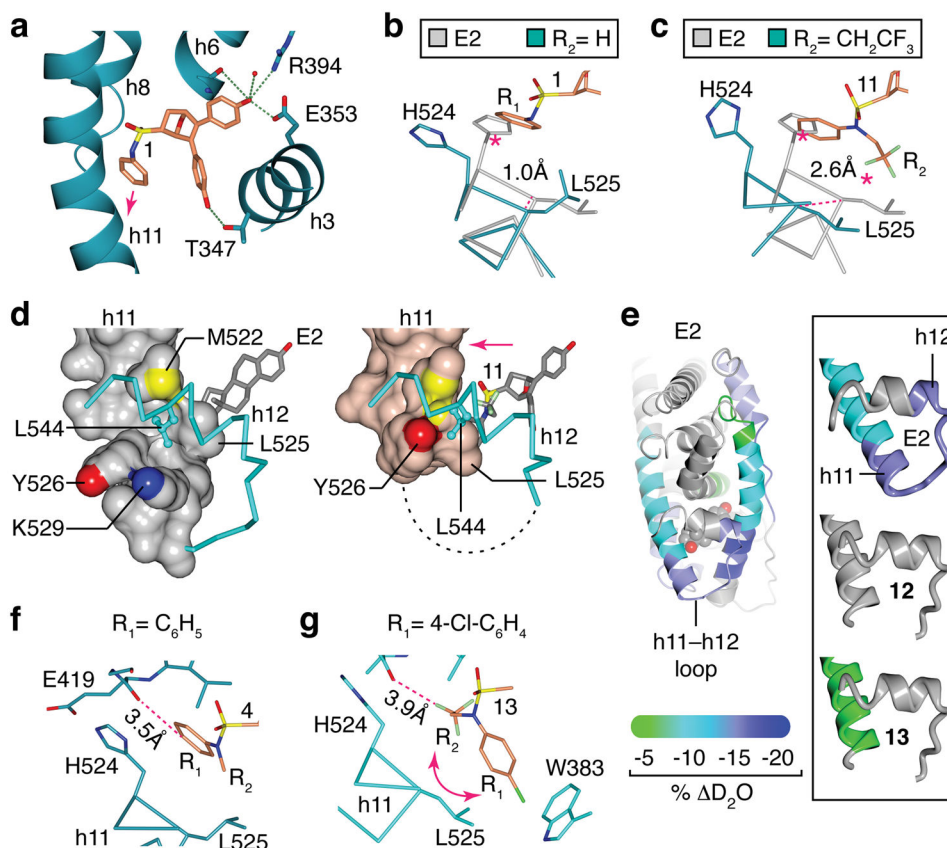 a
h6
R394
h8
E353
1
h11
T347
h3
b
E2 R₂= H
1
R₁
H524
*
1.0Å
L525
c
E2 R₂= CH₂CF₃
11
H524
*
R₂
2.6Å
*
L525
d
h11
M522
E2
h12
L544
L525
Y526
K529
h11
11
h12
Y526
L525
L544
e
E2
h11–h12
loop
-5 -10 -15 -20
% ΔD₂O
h12
E2
h11
12
13
f
R₁= C₆H₅
E419
4
3.5Å
R₁
H524
R₂
h11
L525
g
R₁= 4-Cl-C₆H₄
3.9Å
13
H524
R₂
W383
R₁
h11
L525